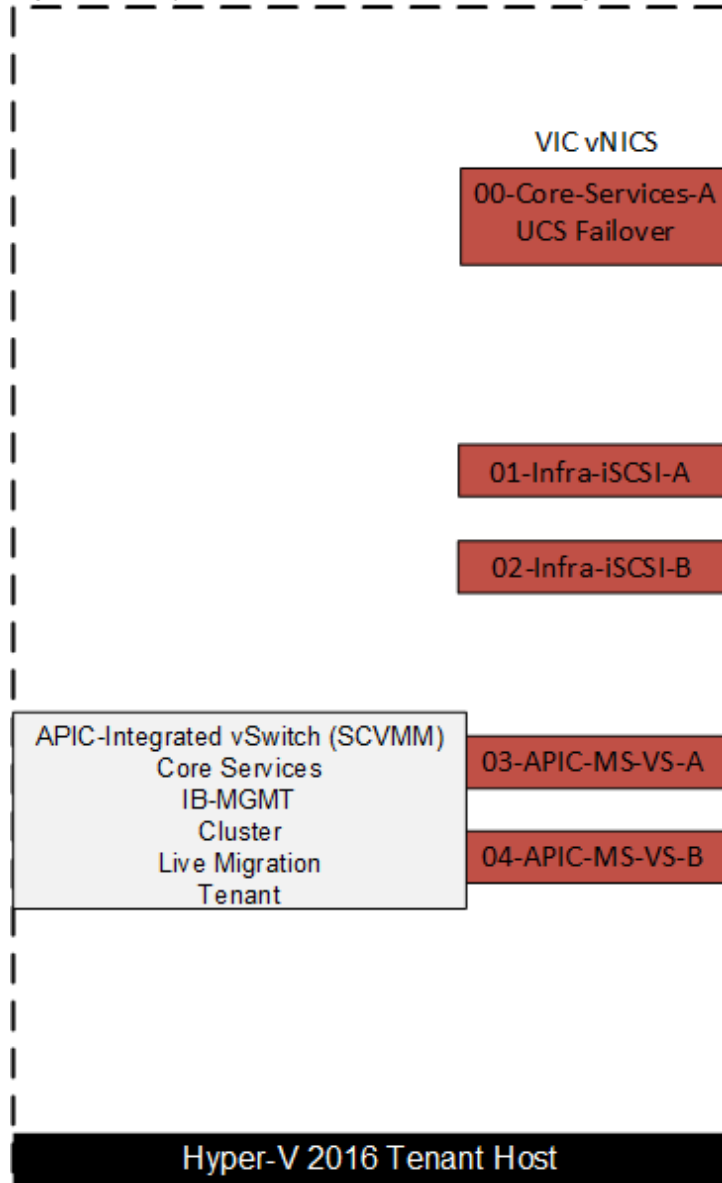 VIC vNICS
00-Core-Services-A
UCS Failover
01-Infra-iSCSI-A
02-Infra-iSCSI-B
APIC-Integrated vSwitch (SCVMM)
Core Services
IB-MGMT
Cluster
Live Migration
Tenant
03-APIC-MS-VS-A
04-APIC-MS-VS-B
Hyper-V 2016 Tenant Host